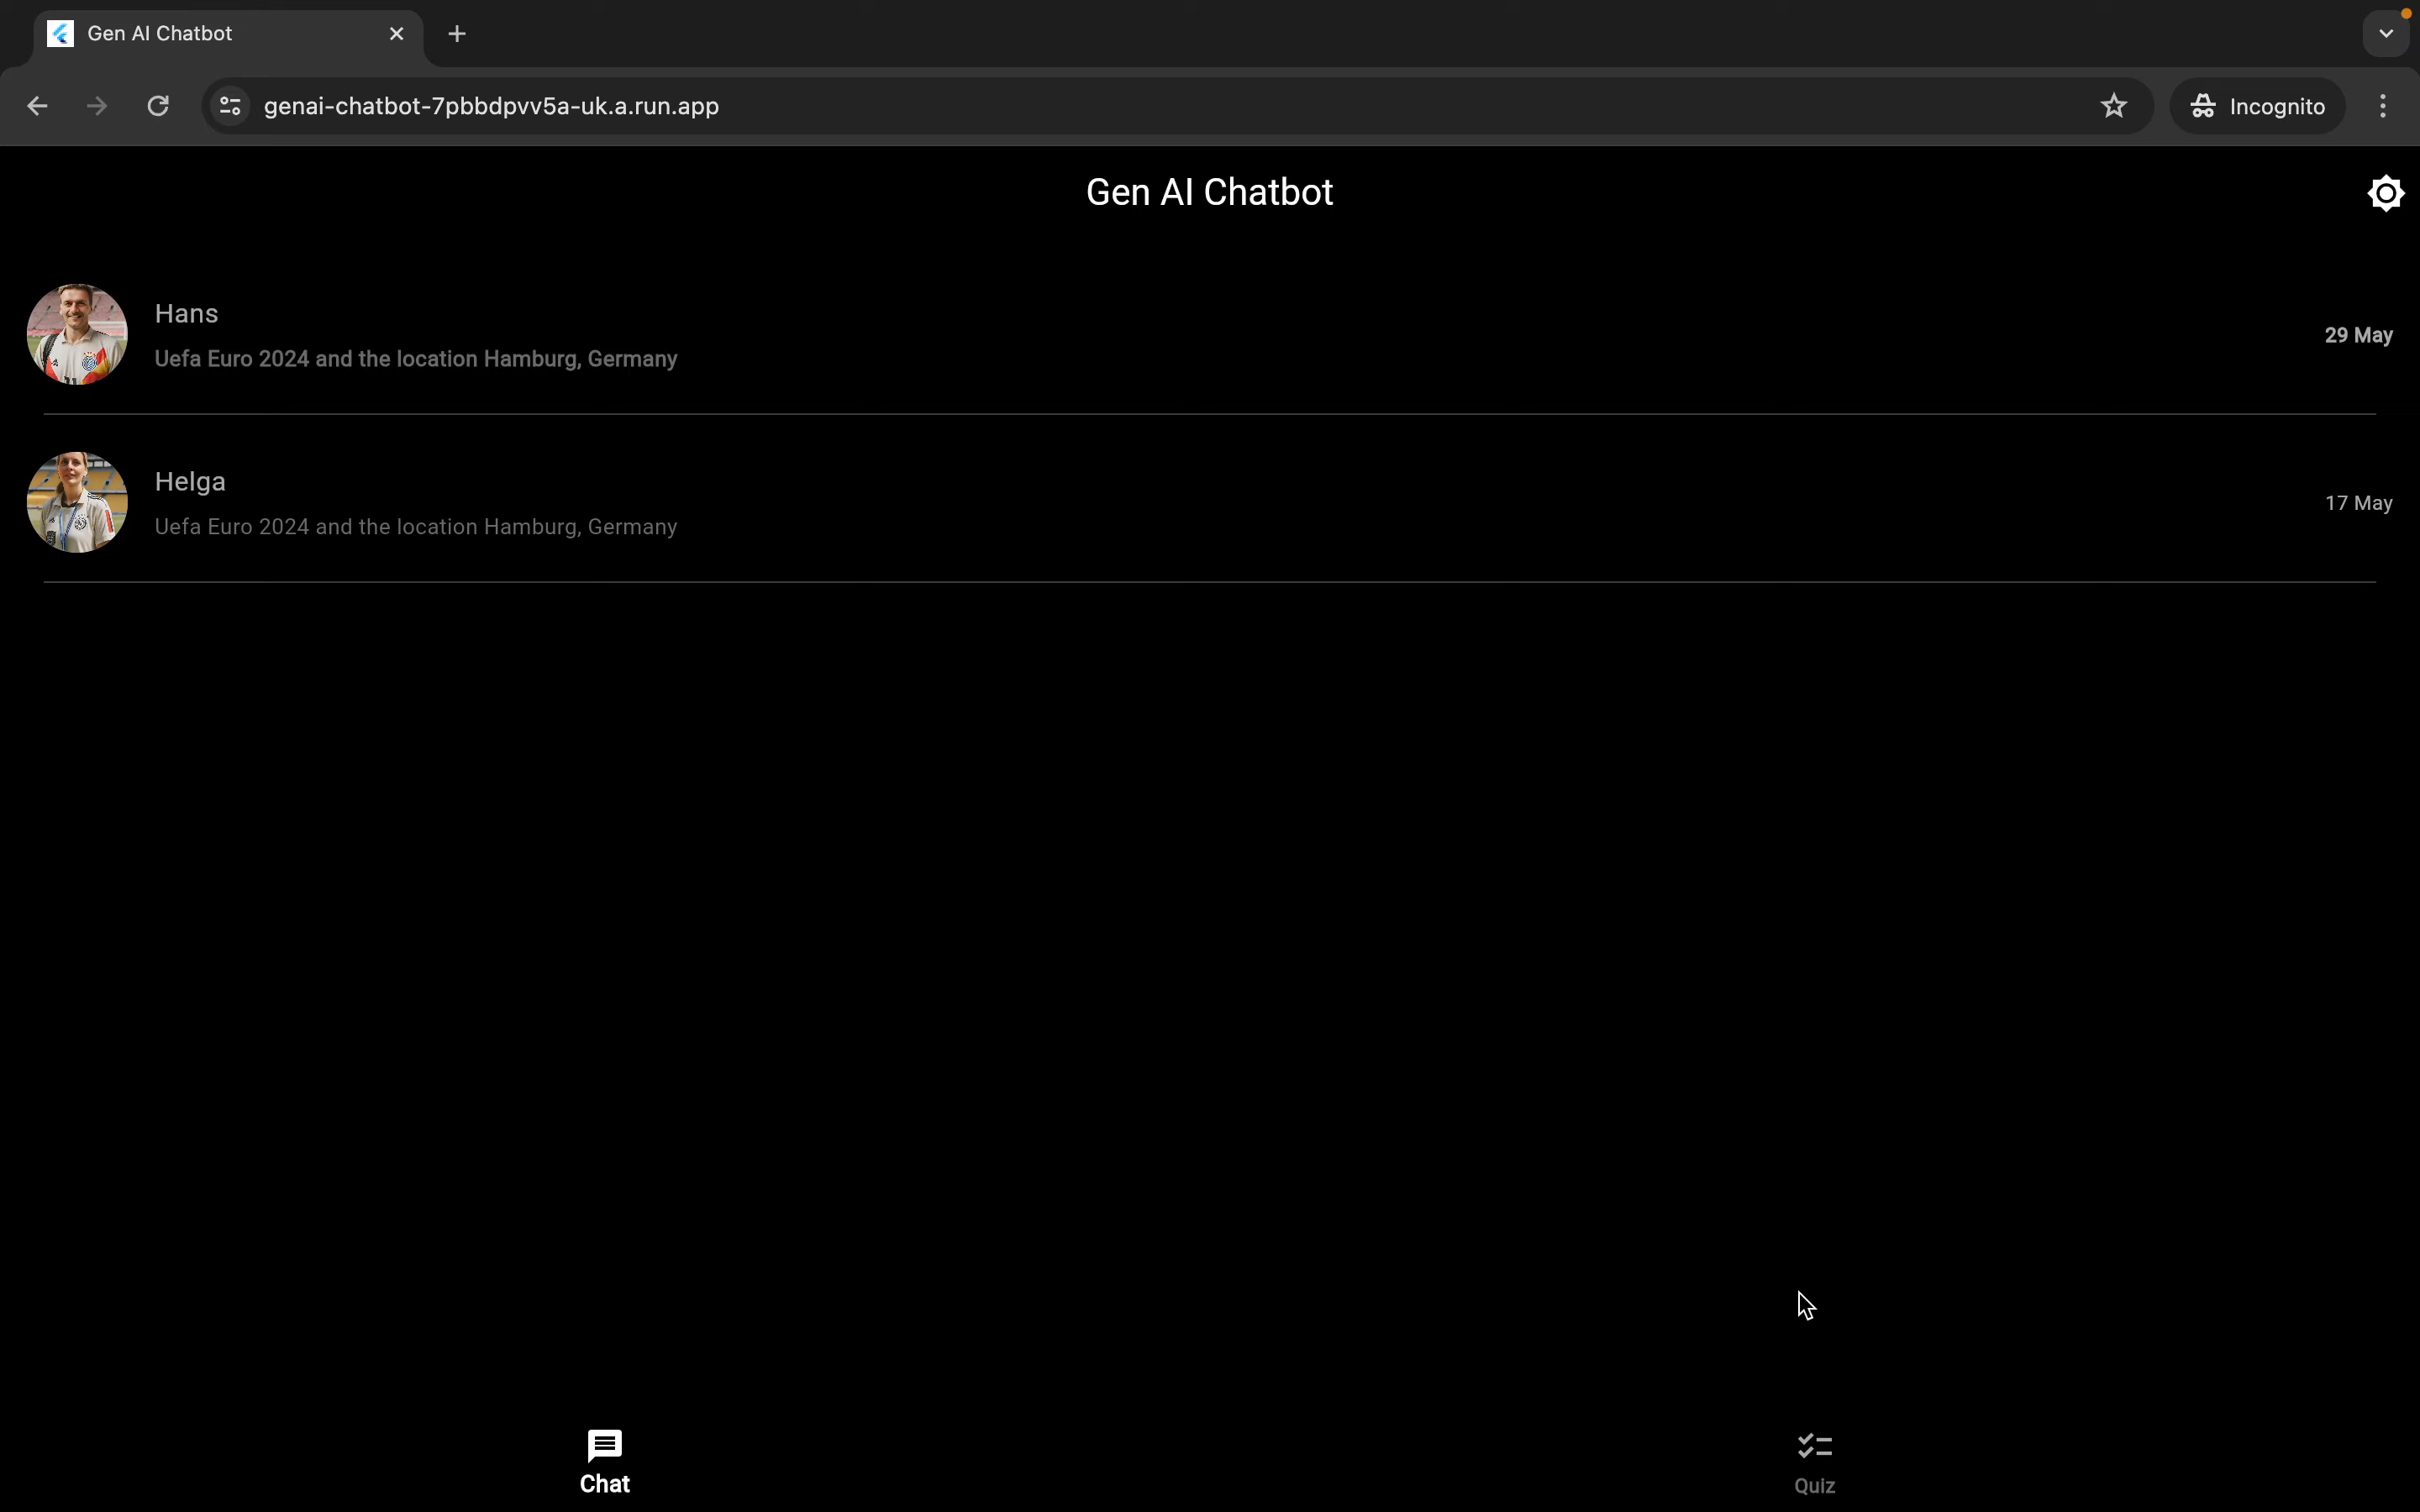 Gen AI Chatbot
genai-chatbot-7pbbdpvv5a-uk.a.run.app
Incognito
Gen AI Chatbot
Hans
Uefa Euro 2024 and the location Hamburg, Germany
29 May
Helga
Uefa Euro 2024 and the location Hamburg, Germany
17 May
Chat
Quiz